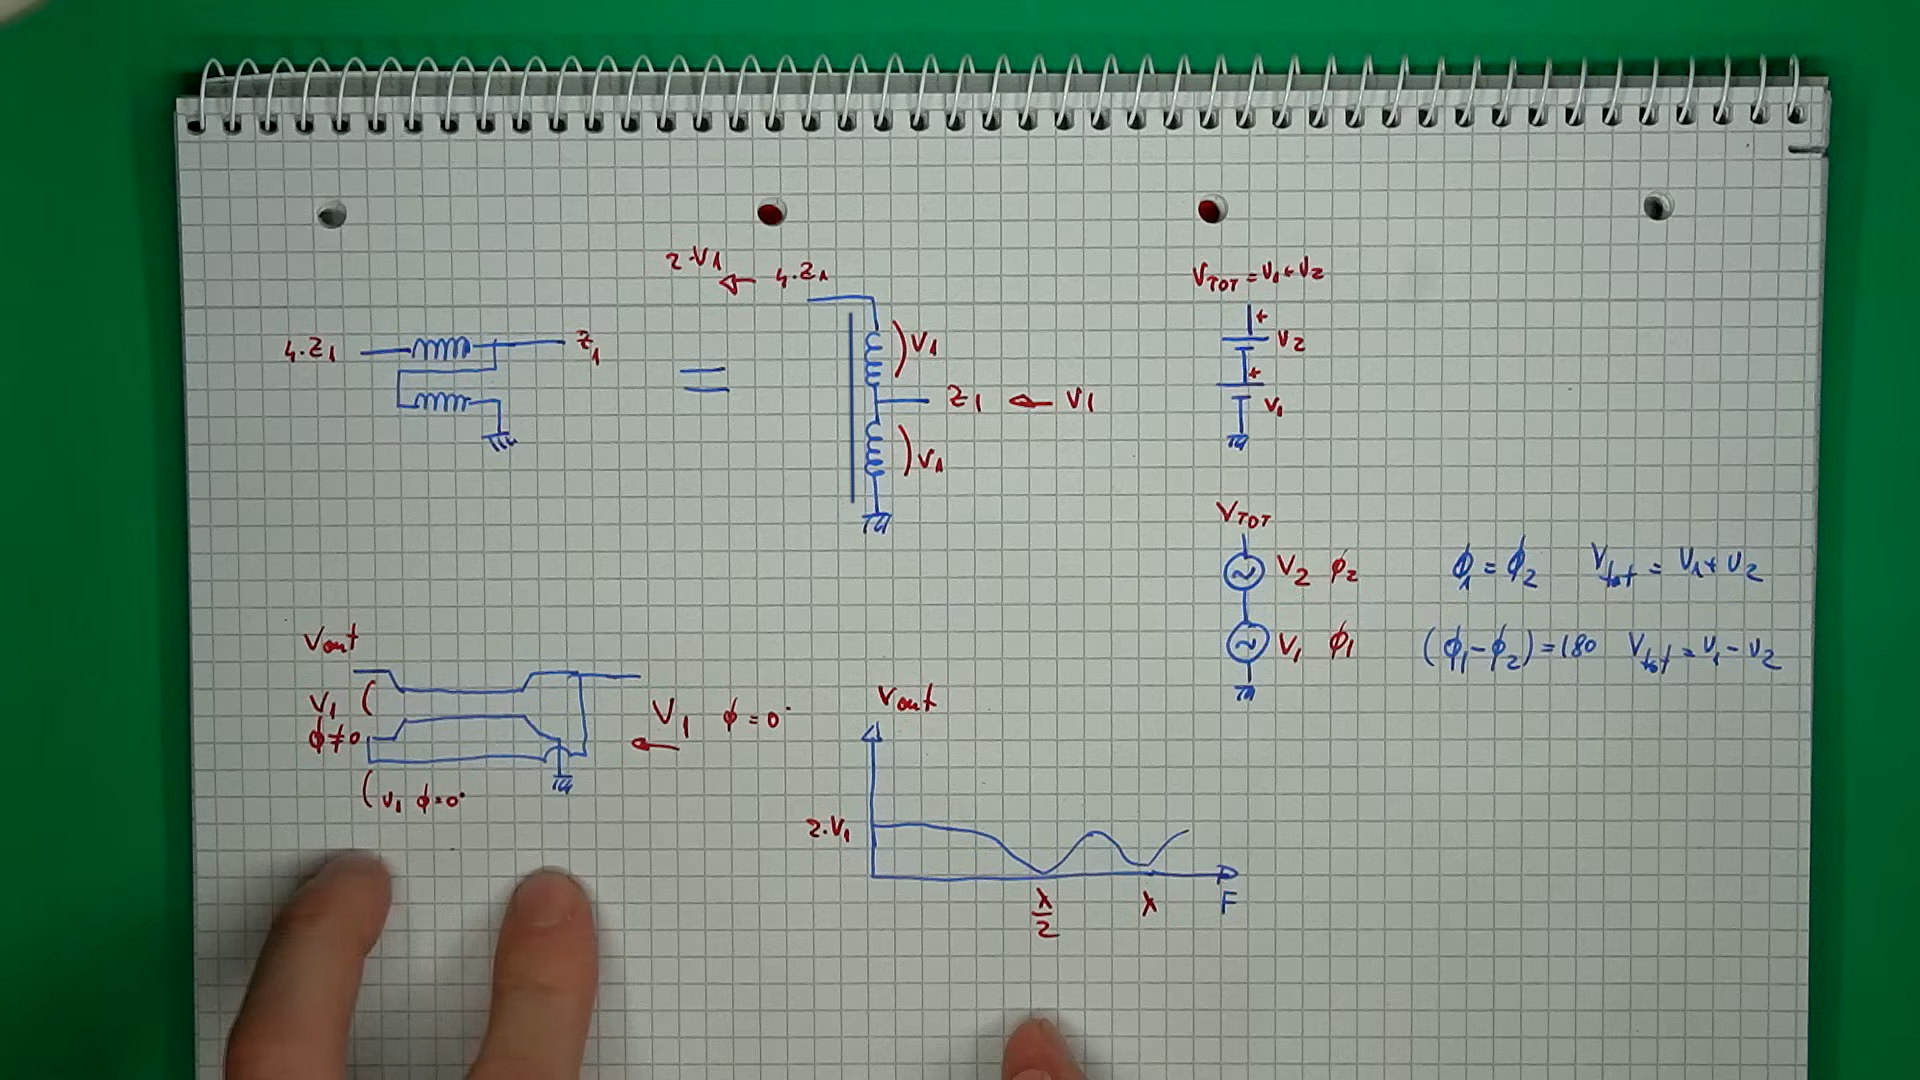 2·V1
4·Z1
4·Z1
Z1
=
V1
Z1 ← V1
V1
VTOT = V1 + V2
+
V2
+
V1
VTOT
V2 ϕ2
V1 ϕ1
ϕ1 = ϕ2 Vtot = V1 + V2
(ϕ1-ϕ2) = 180 Vtot = V1 - V2
Vout
V1
ϕ≠0
V1 ϕ=0°
V1 ϕ=0°
Vout
2·V1
λ/2
λ
F